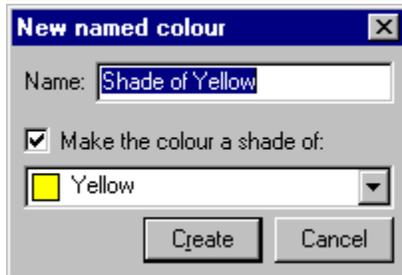 New named colour
Name: Shade of Yellow
Make the colour a shade of:
Yellow
Create Cancel